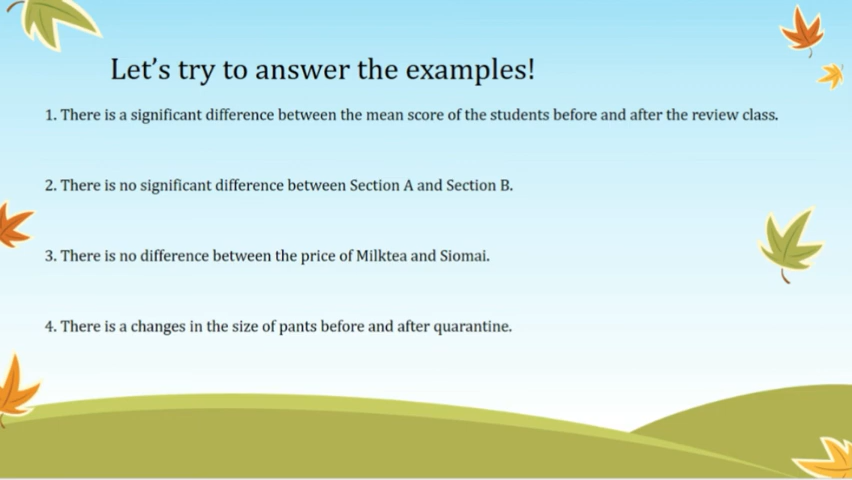 Let’s try to answer the examples!
1. There is a significant difference between the mean score of the students before and after the review class.
2. There is no significant difference between Section A and Section B.
3. There is no difference between the price of Milktea and Siomai.
4. There is a changes in the size of pants before and after quarantine.